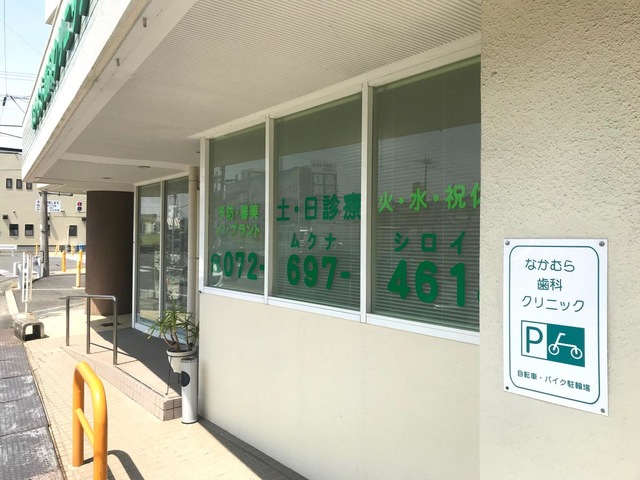 予防・審美
インプラント
土・日診療
火・水・祝休
ムクナ
シロイ
072-
697-
461
なかむら
歯科
クリニック
P
自転車・バイク駐輪場